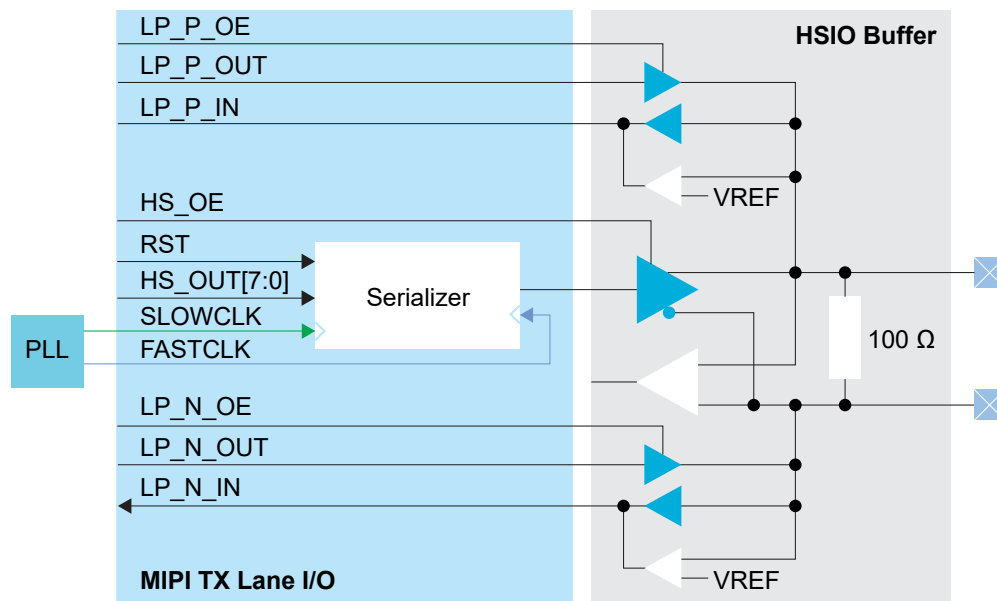 LP_P_OE
HSIO Buffer
LP_P_OUT
LP_P_IN
VREF
HS_OE
RST
HS_OUT[7:0]
Serializer
SLOWCLK
PLL
FASTCLK
100 Ω
LP_N_OE
LP_N_OUT
LP_N_IN
MIPI TX Lane I/O
VREF